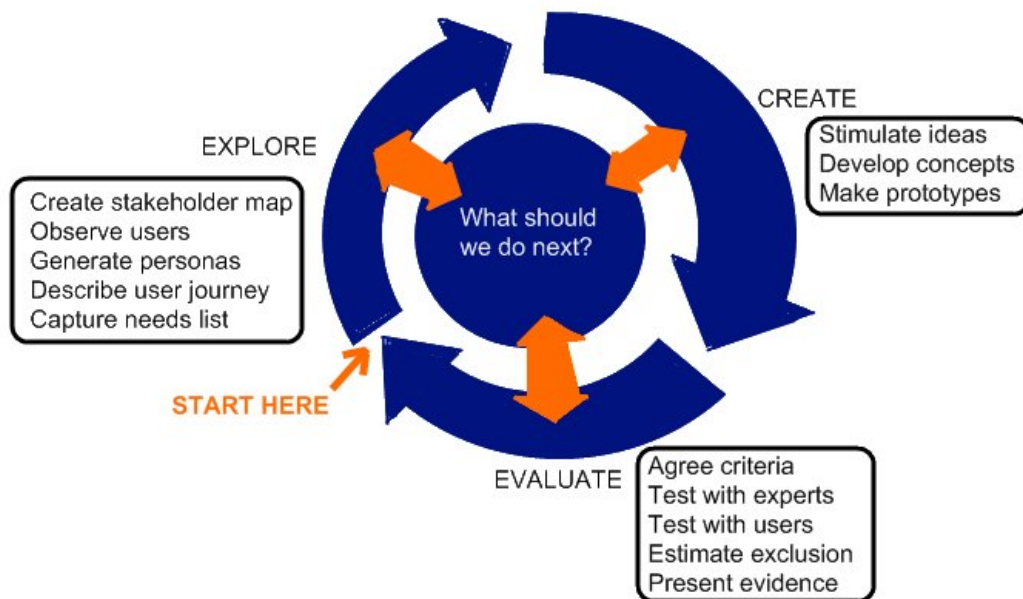 EXPLORE
Create stakeholder map
Observe users
Generate personas
Describe user journey
Capture needs list
START HERE
What should
we do next?
CREATE
Stimulate ideas
Develop concepts
Make prototypes
EVALUATE
Agree criteria
Test with experts
Test with users
Estimate exclusion
Present evidence